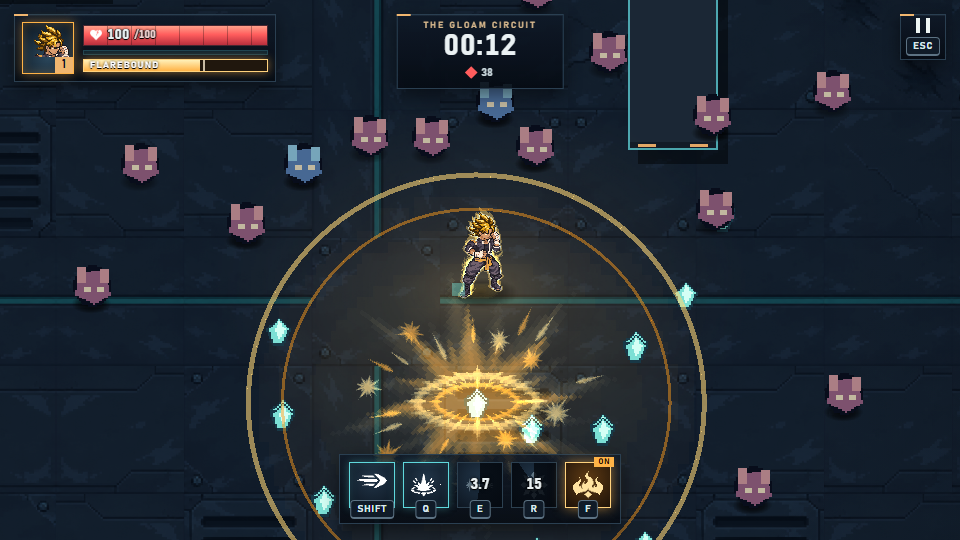 100 /100
1
FLAREBOUND
THE GLOAM CIRCUIT
00:12
38
ESC
ON
3.7
15
SHIFT
Q
E
R
F